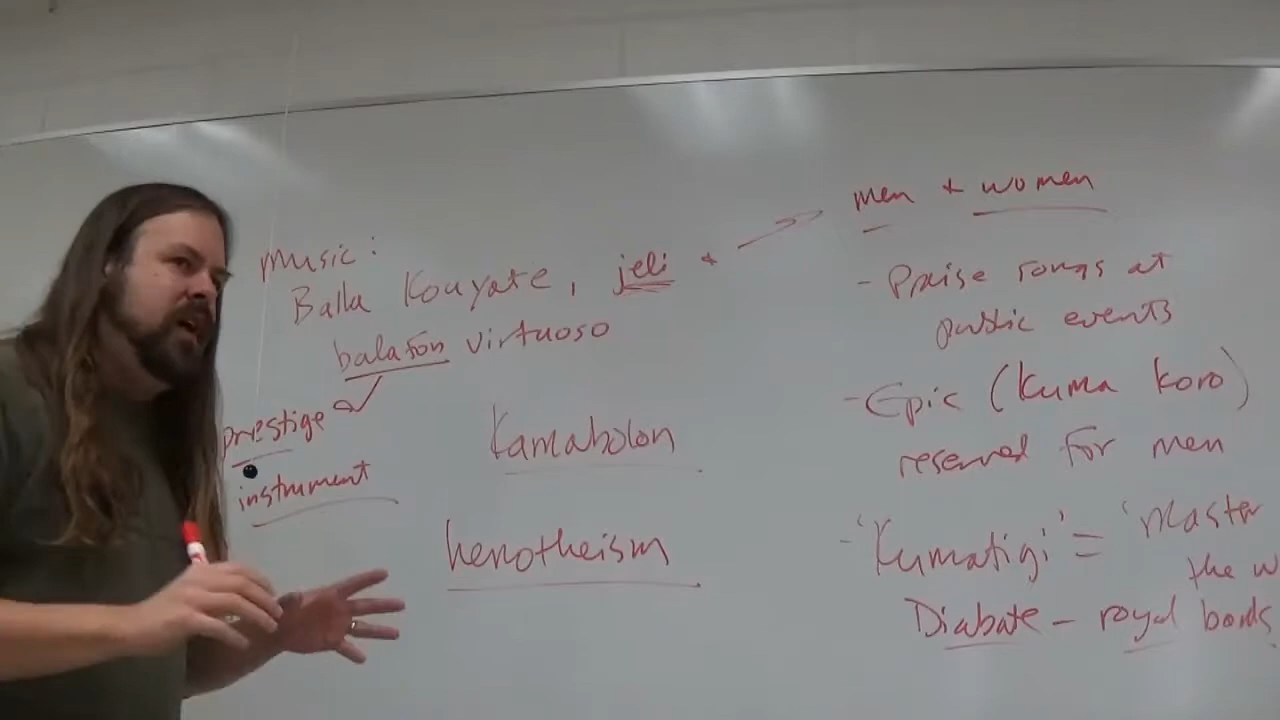 music:
Balla Kouyate, jeli +
balafon virtuoso
prestige
instrument
Kamabolon
henotheism
men + women
- Praise songs at
public events
- Epic (Kuma Koro)
reserved for men
- 'Kumatigi' = 'Master
the w
Diabate - royal bards